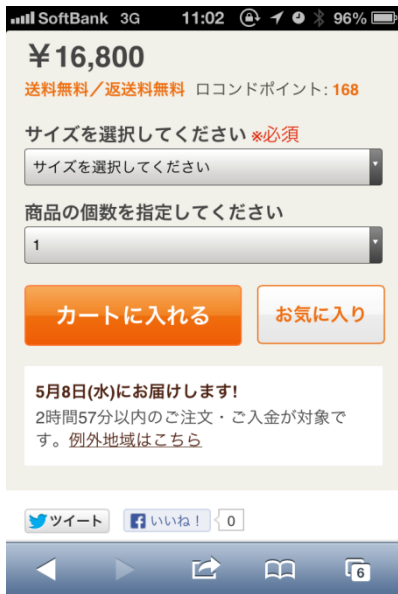 SoftBank 3G 11:02 96%
￥16,800
送料無料／返送料無料 ロコンドポイント: 168
サイズを選択してください ※必須
サイズを選択してください
商品の個数を指定してください
1
カートに入れる お気に入り
5月8日(水)にお届けします!
2時間57分以内のご注文・ご入金が対象で
す。例外地域はこちら
ツイート いいね！ 0
6